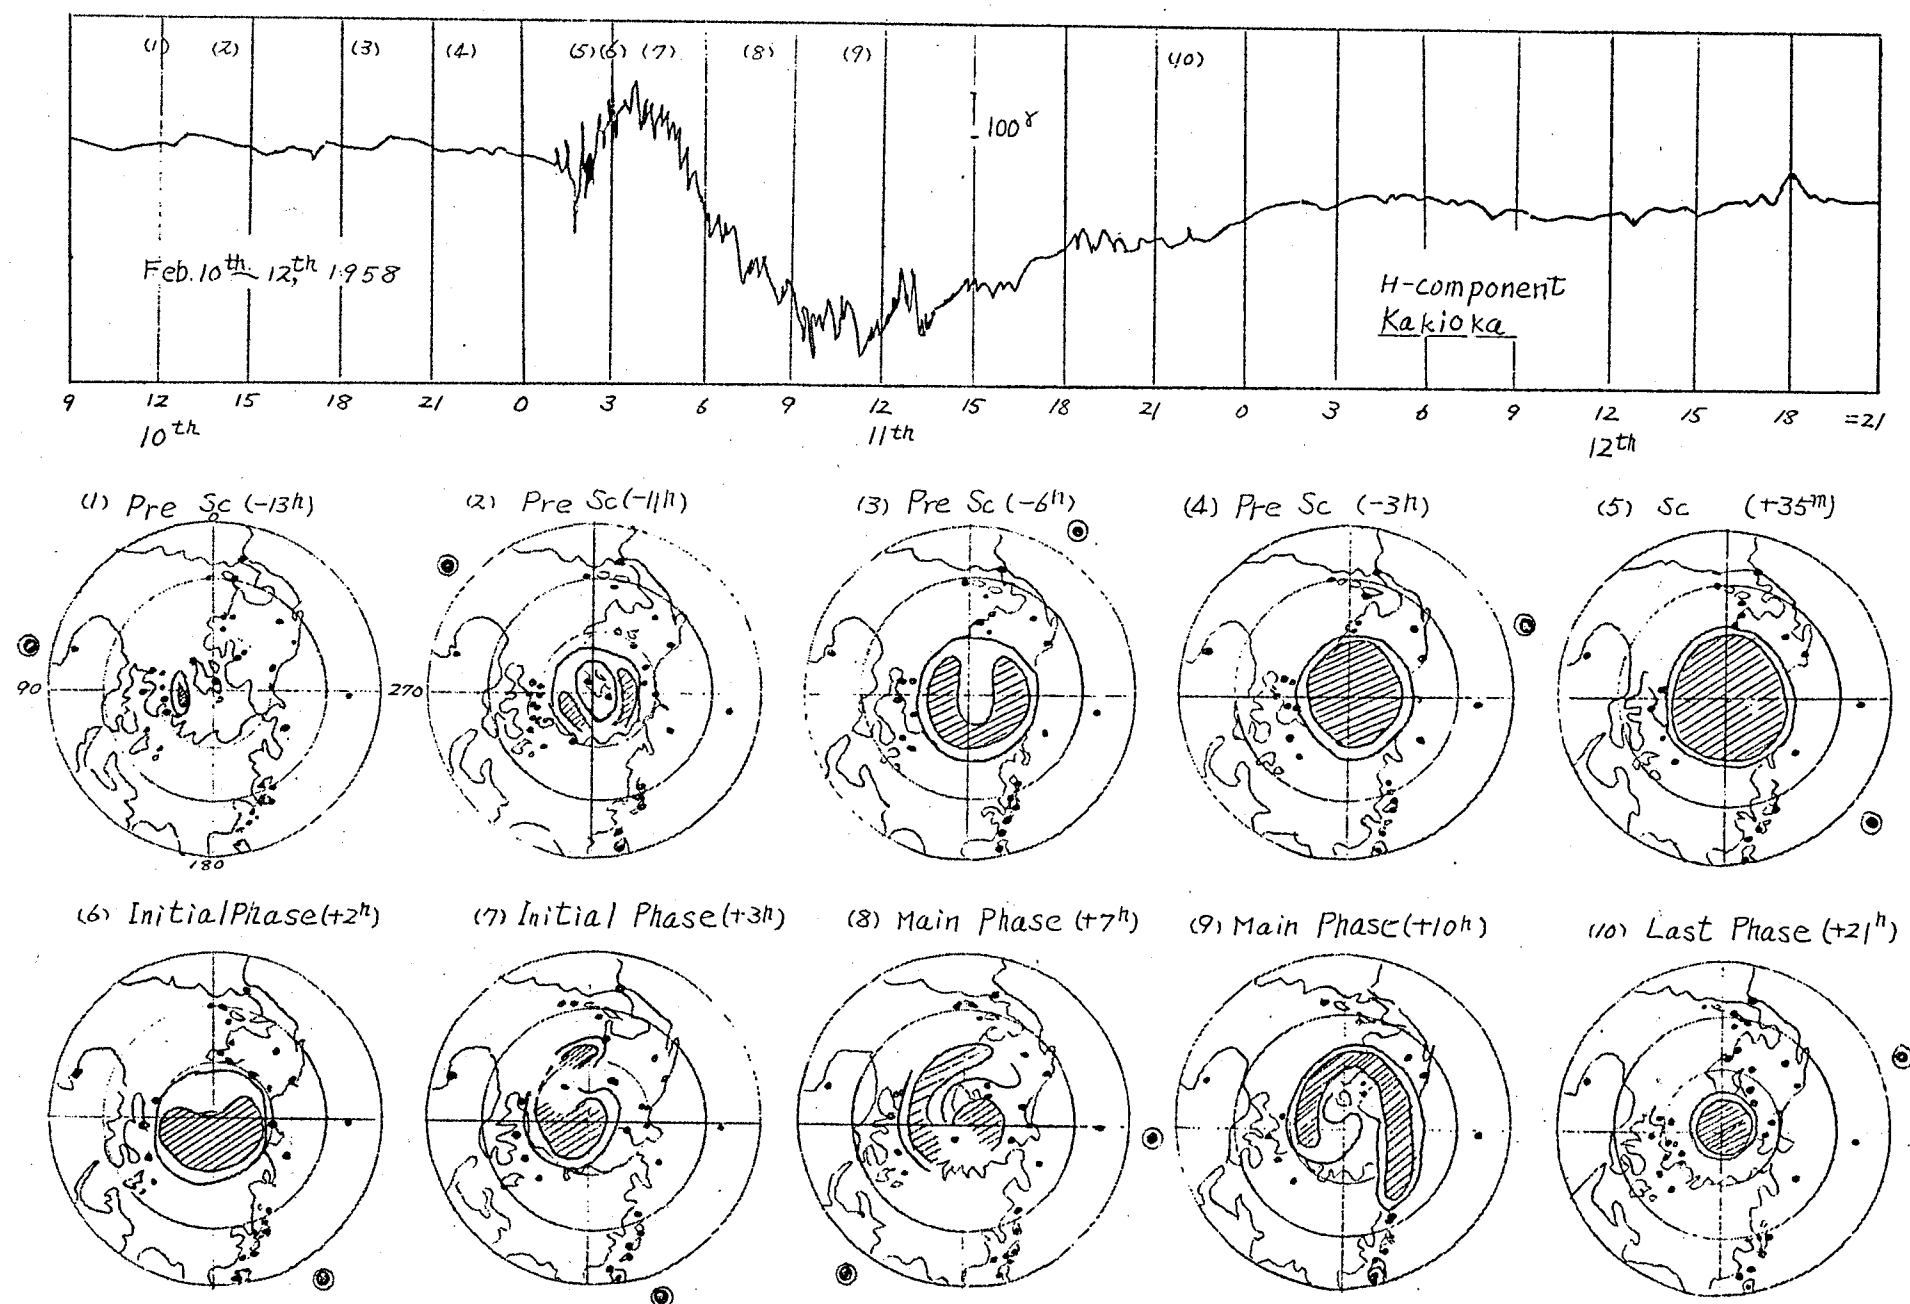 (1) (2) (3) (4) (5) (6) (7) (8) (9) (10)
100γ
Feb. 10th 12,th 1958
H-component
Kakioka
9 12 15 18 21 0 3 6 9 12 15 18 21 0 3 6 9 12 15 18 =21
10th 11th 12th
(1) Pre Sc (-13h) (2) Pre Sc (-11h) (3) Pre Sc (-6h) (4) Pre Sc (-3h) (5) Sc (+35m)
0
90 270
180
(6) Initial Phase (+2h) (7) Initial Phase (+3h) (8) Main Phase (+7h) (9) Main Phase (+10h) (10) Last Phase (+21h)